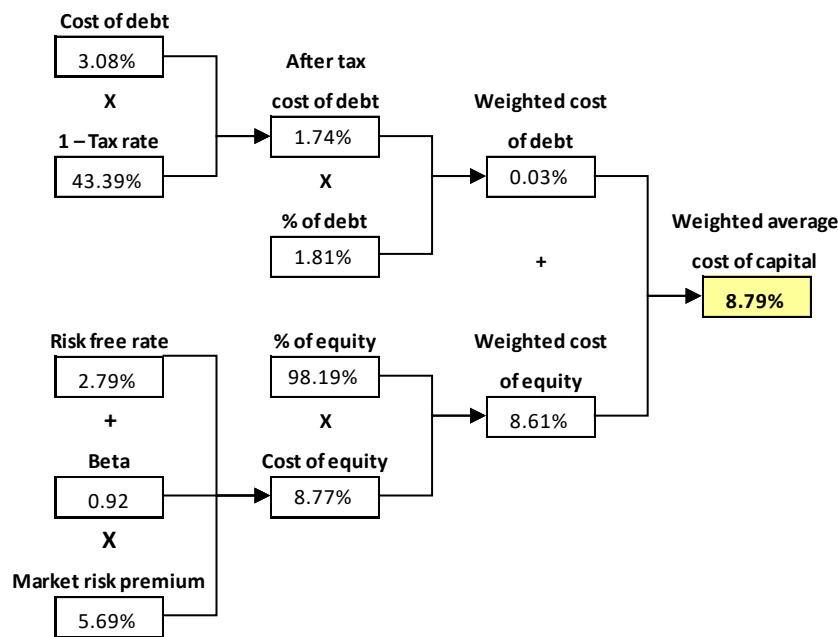 Cost of debt
3.08%
X
1 – Tax rate
43.39%
After tax
cost of debt
1.74%
X
% of debt
1.81%
Weighted cost
of debt
0.03%
+
Weighted average
cost of capital
8.79%
Risk free rate
2.79%
+
Beta
0.92
X
Market risk premium
5.69%
% of equity
98.19%
X
Cost of equity
8.77%
Weighted cost
of equity
8.61%